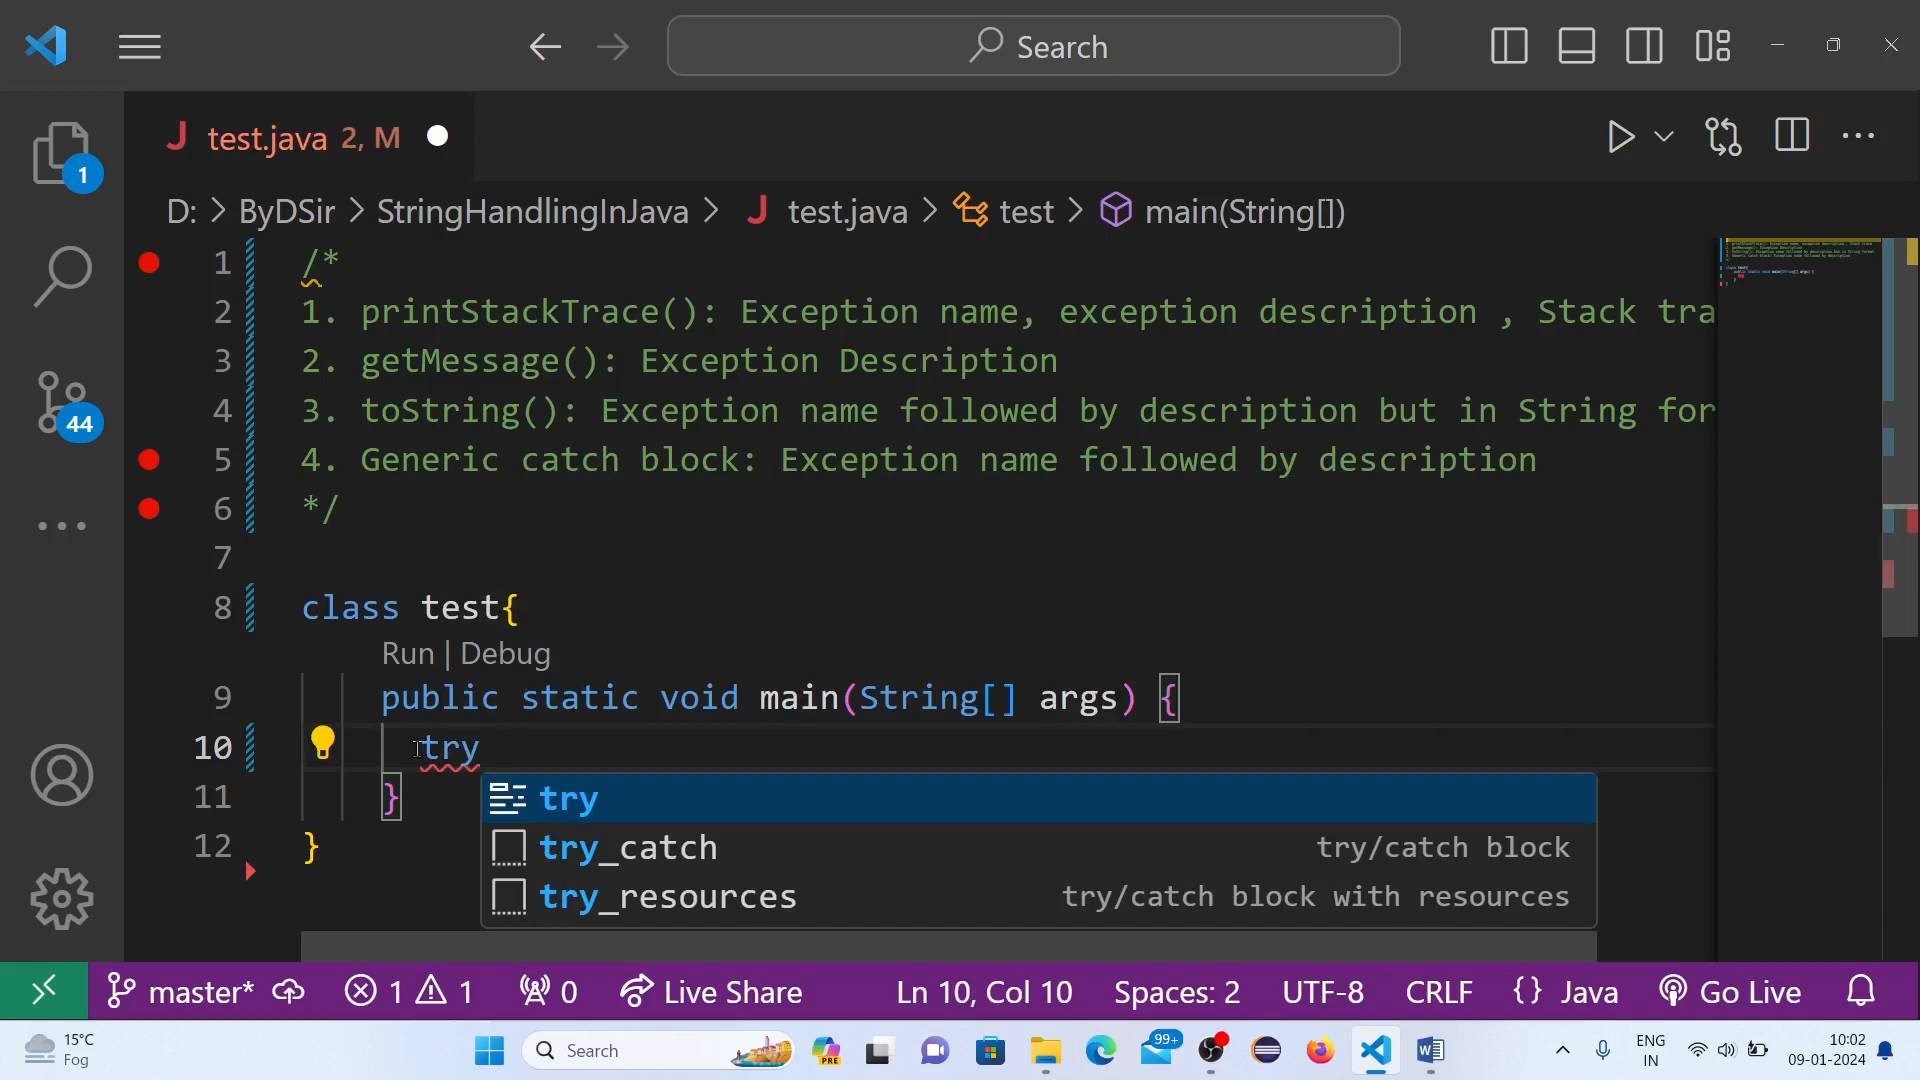 Search
test.java 2, M
D: > ByDSir > StringHandlingInJava > test.java > test > main(String[])
1 /*
2 1. printStackTrace(): Exception name, exception description , Stack tra
3 2. getMessage(): Exception Description
4 3. toString(): Exception name followed by description but in String for
5 4. Generic catch block: Exception name followed by description
6 */
7
8 class test{
Run | Debug
9 public static void main(String[] args) {
10 try
11 }
12 }
try
try_catch try/catch block
try_resources try/catch block with resources
1
44
master* 1 1 0 Live Share Ln 10, Col 10 Spaces: 2 UTF-8 CRLF {} Java Go Live
15°C
Fog
Search
PRE
99+
ENG
IN
10:02
09-01-2024